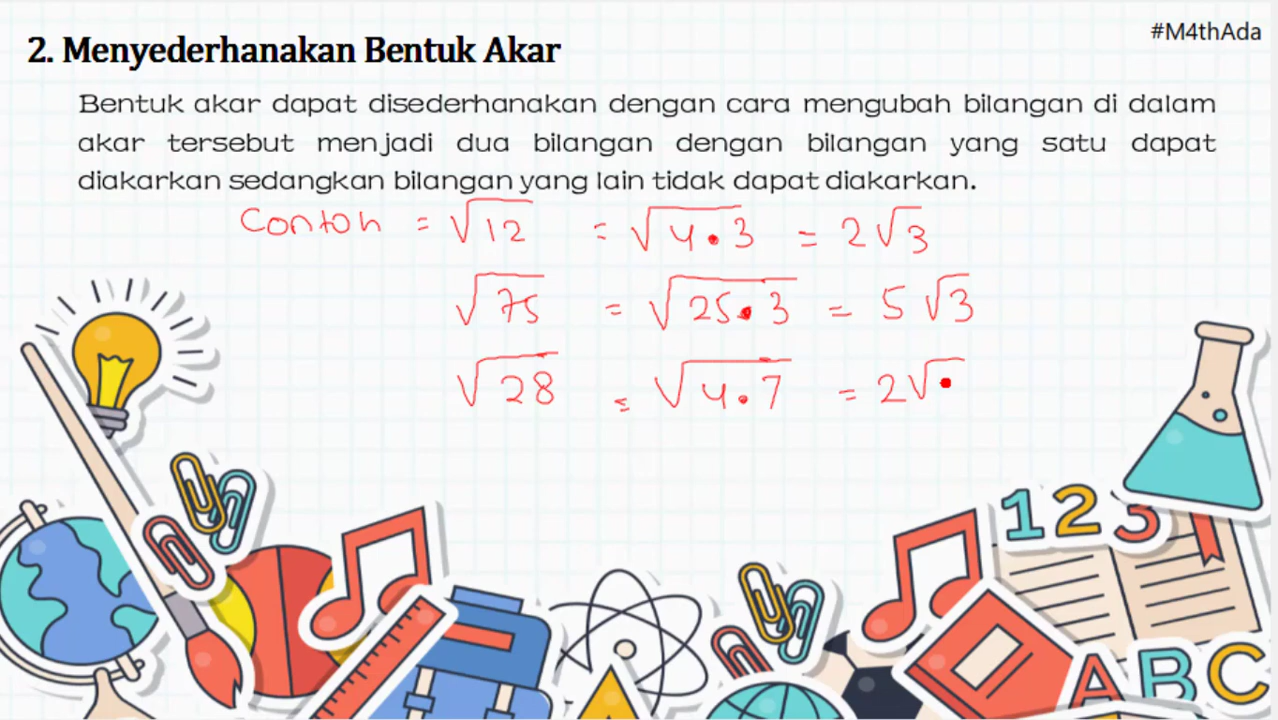 #M4thAda
2. Menyederhanakan Bentuk Akar
Bentuk akar dapat disederhanakan dengan cara mengubah bilangan di dalam
akar tersebut menjadi dua bilangan dengan bilangan yang satu dapat
diakarkan sedangkan bilangan yang lain tidak dapat diakarkan.
Contoh = √12 = √4.3 = 2√3
√75 = √25.3 = 5√3
√28 = √4.7 = 2√
123
ABC